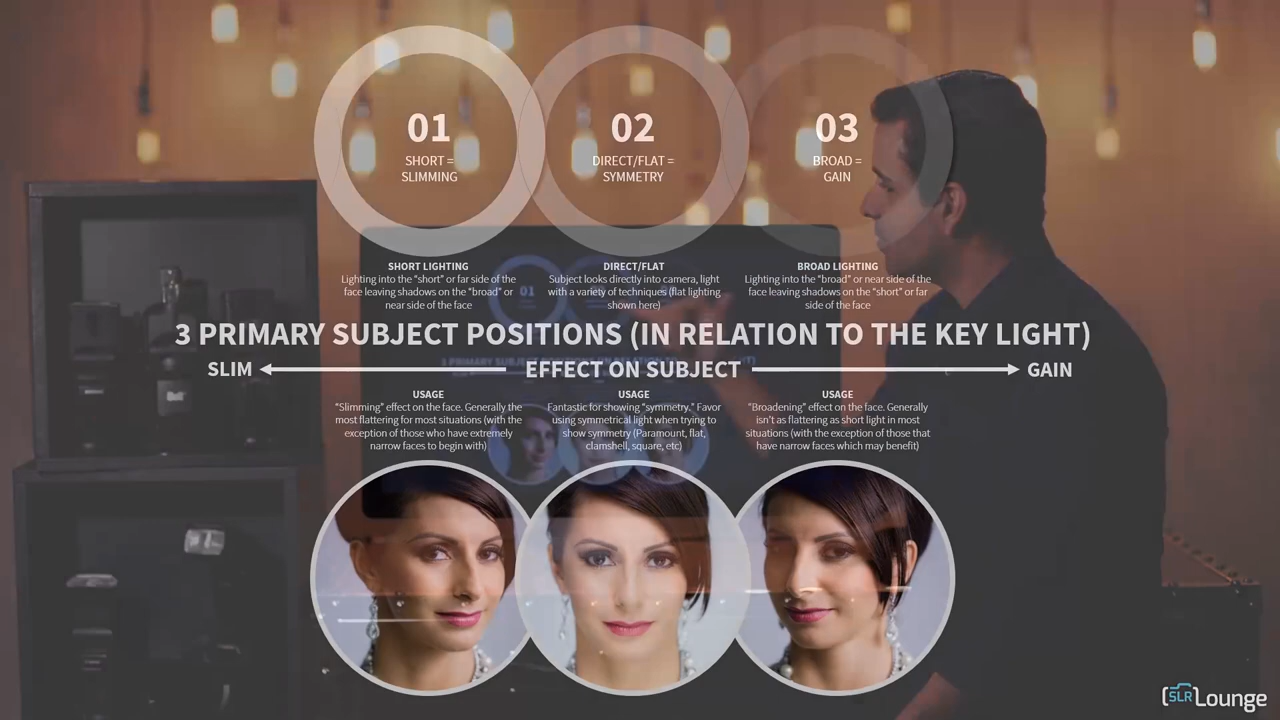 01
SHORT =
SLIMMING
02
DIRECT/FLAT =
SYMMETRY
03
BROAD =
GAIN
SHORT LIGHTING
Lighting into the “short” or far side of the
face leaving shadows on the “broad” or
near side of the face
DIRECT/FLAT
Subject looks directly into camera, light
with a variety of techniques (flat lighting
shown here)
BROAD LIGHTING
Lighting into the “broad” or near side of the
face leaving shadows on the “short” or far
side of the face
3 PRIMARY SUBJECT POSITIONS (IN RELATION TO THE KEY LIGHT)
SLIM EFFECT ON SUBJECT GAIN
USAGE
“Slimming” effect on the face. Generally the
most flattering for most situations (with the
exception of those who have extremely
narrow faces to begin with)
USAGE
Fantastic for showing “symmetry.” Favor
using symmetrical light when trying to
show symmetry (Paramount, flat,
clamshell, square, etc)
USAGE
“Broadening” effect on the face. Generally
isn’t as flattering as short light in most
situations (with the exception of those that
have narrow faces which may benefit)
SLR Lounge